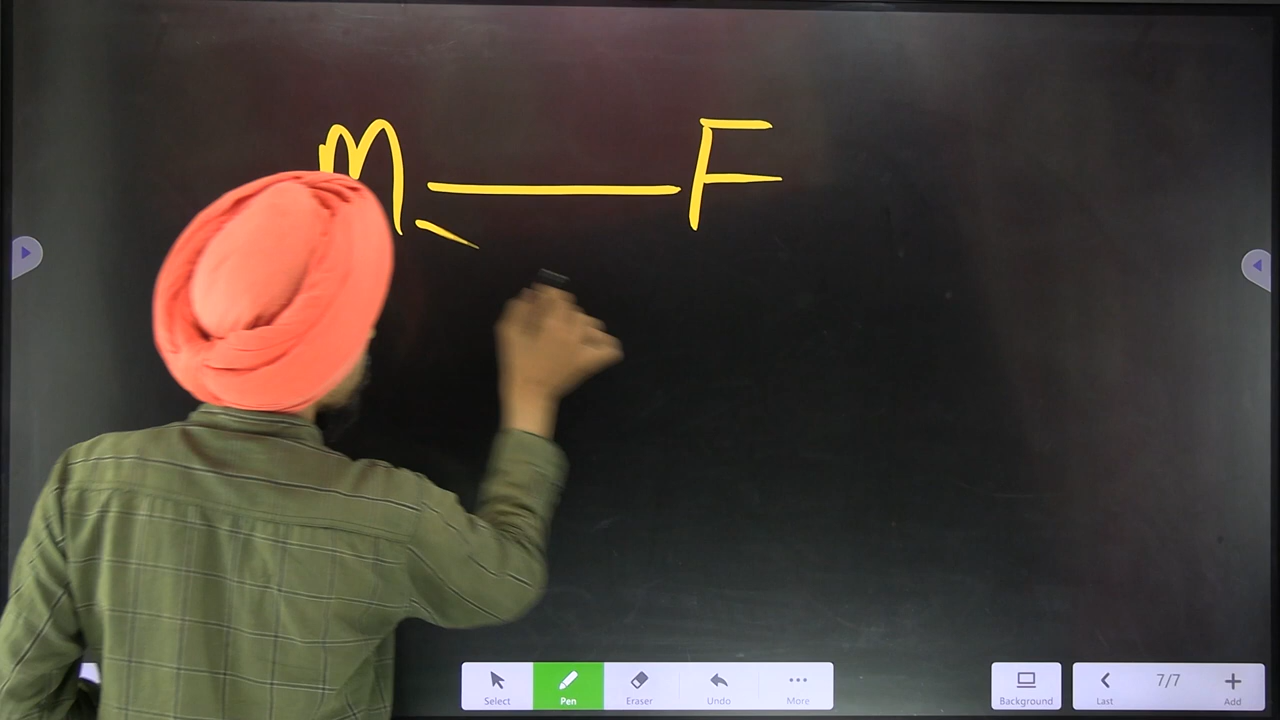 M — F
Select Pen Eraser Undo More Background Last 7/7 Add